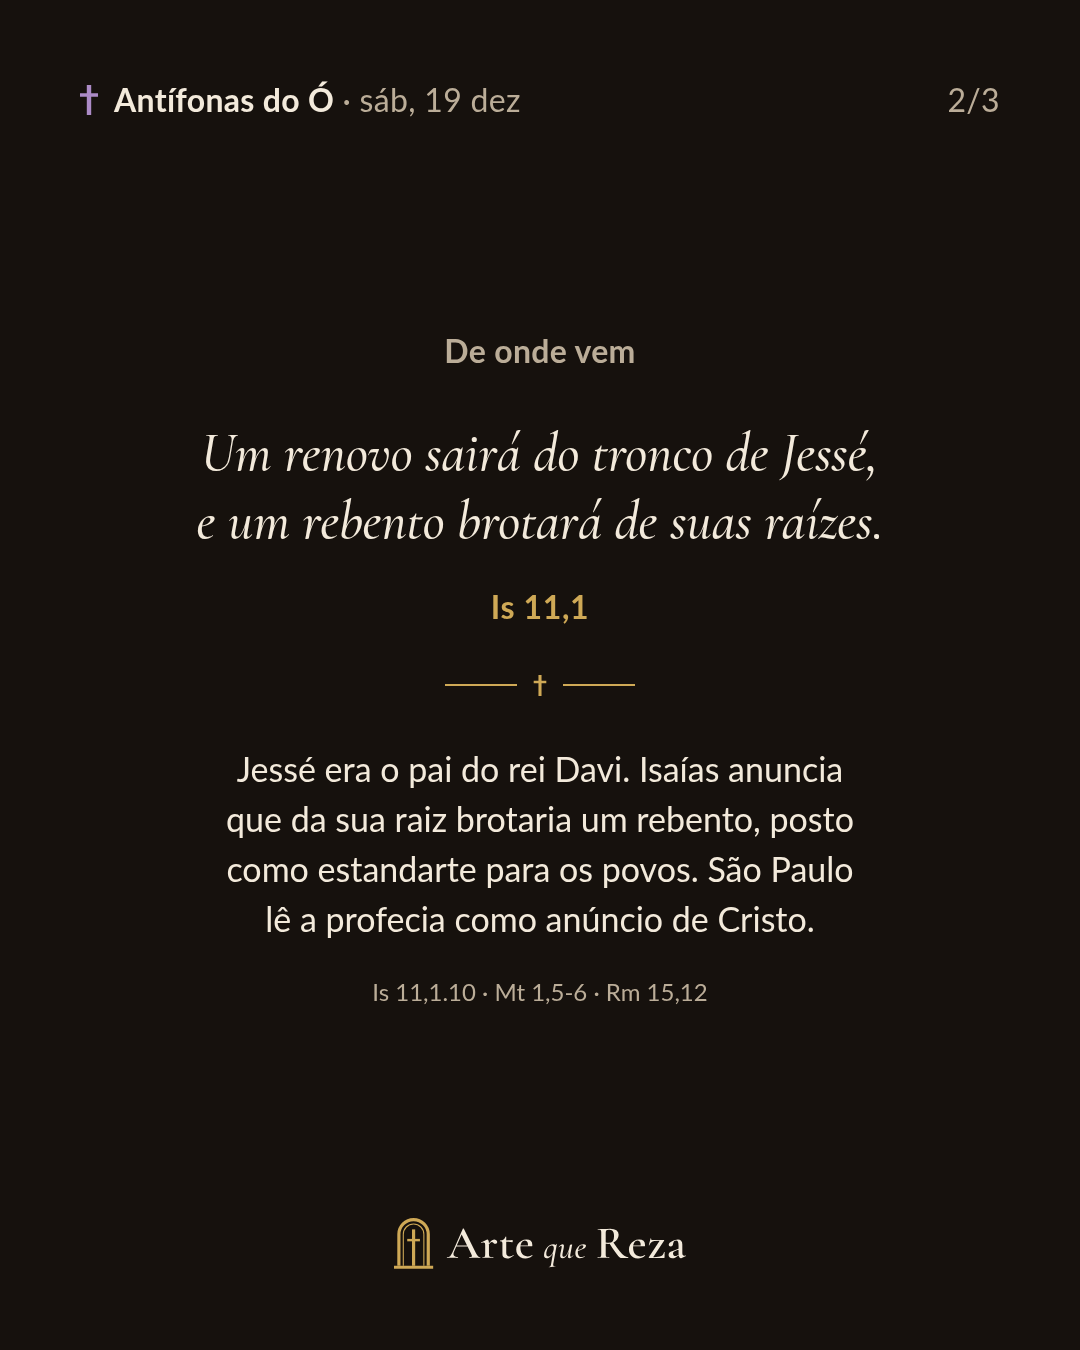 † Antífonas do Ó · sáb, 19 dez
2/3
De onde vem
Um renovo sairá do tronco de Jessé,
e um rebento brotará de suas raízes.
Is 11,1
†
Jessé era o pai do rei Davi. Isaías anuncia
que da sua raiz brotaria um rebento, posto
como estandarte para os povos. São Paulo
lê a profecia como anúncio de Cristo.
Is 11,1.10 · Mt 1,5-6 · Rm 15,12
Arte que Reza